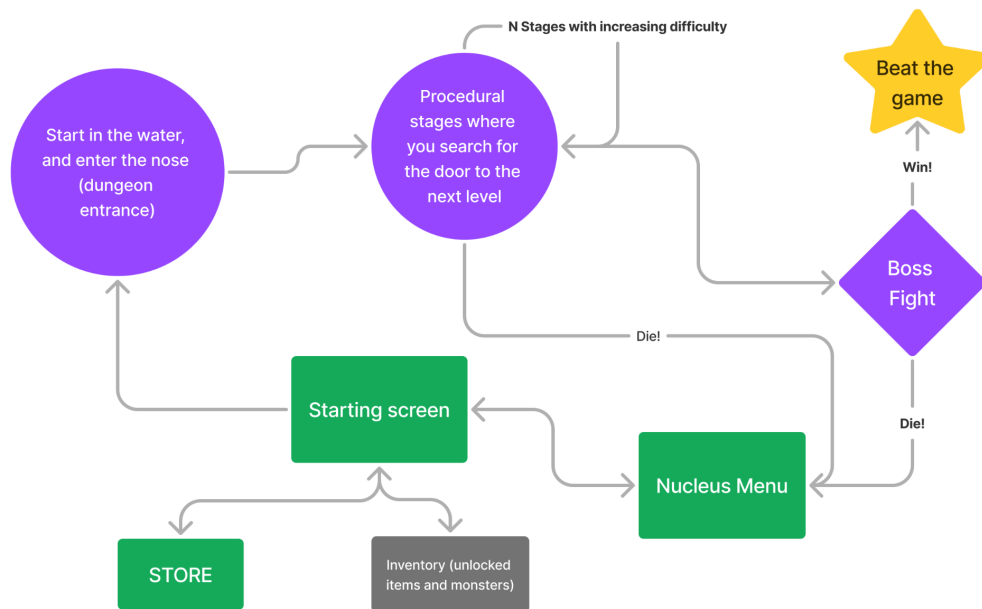 N Stages with increasing difficulty
Beat the
game
Procedural
stages where
you search for
the door to the
next level
Start in the water,
and enter the nose
(dungeon
entrance)
Win!
Boss
Fight
Die!
Starting screen
Die!
Nucleus Menu
STORE
Inventory (unlocked
items and monsters)